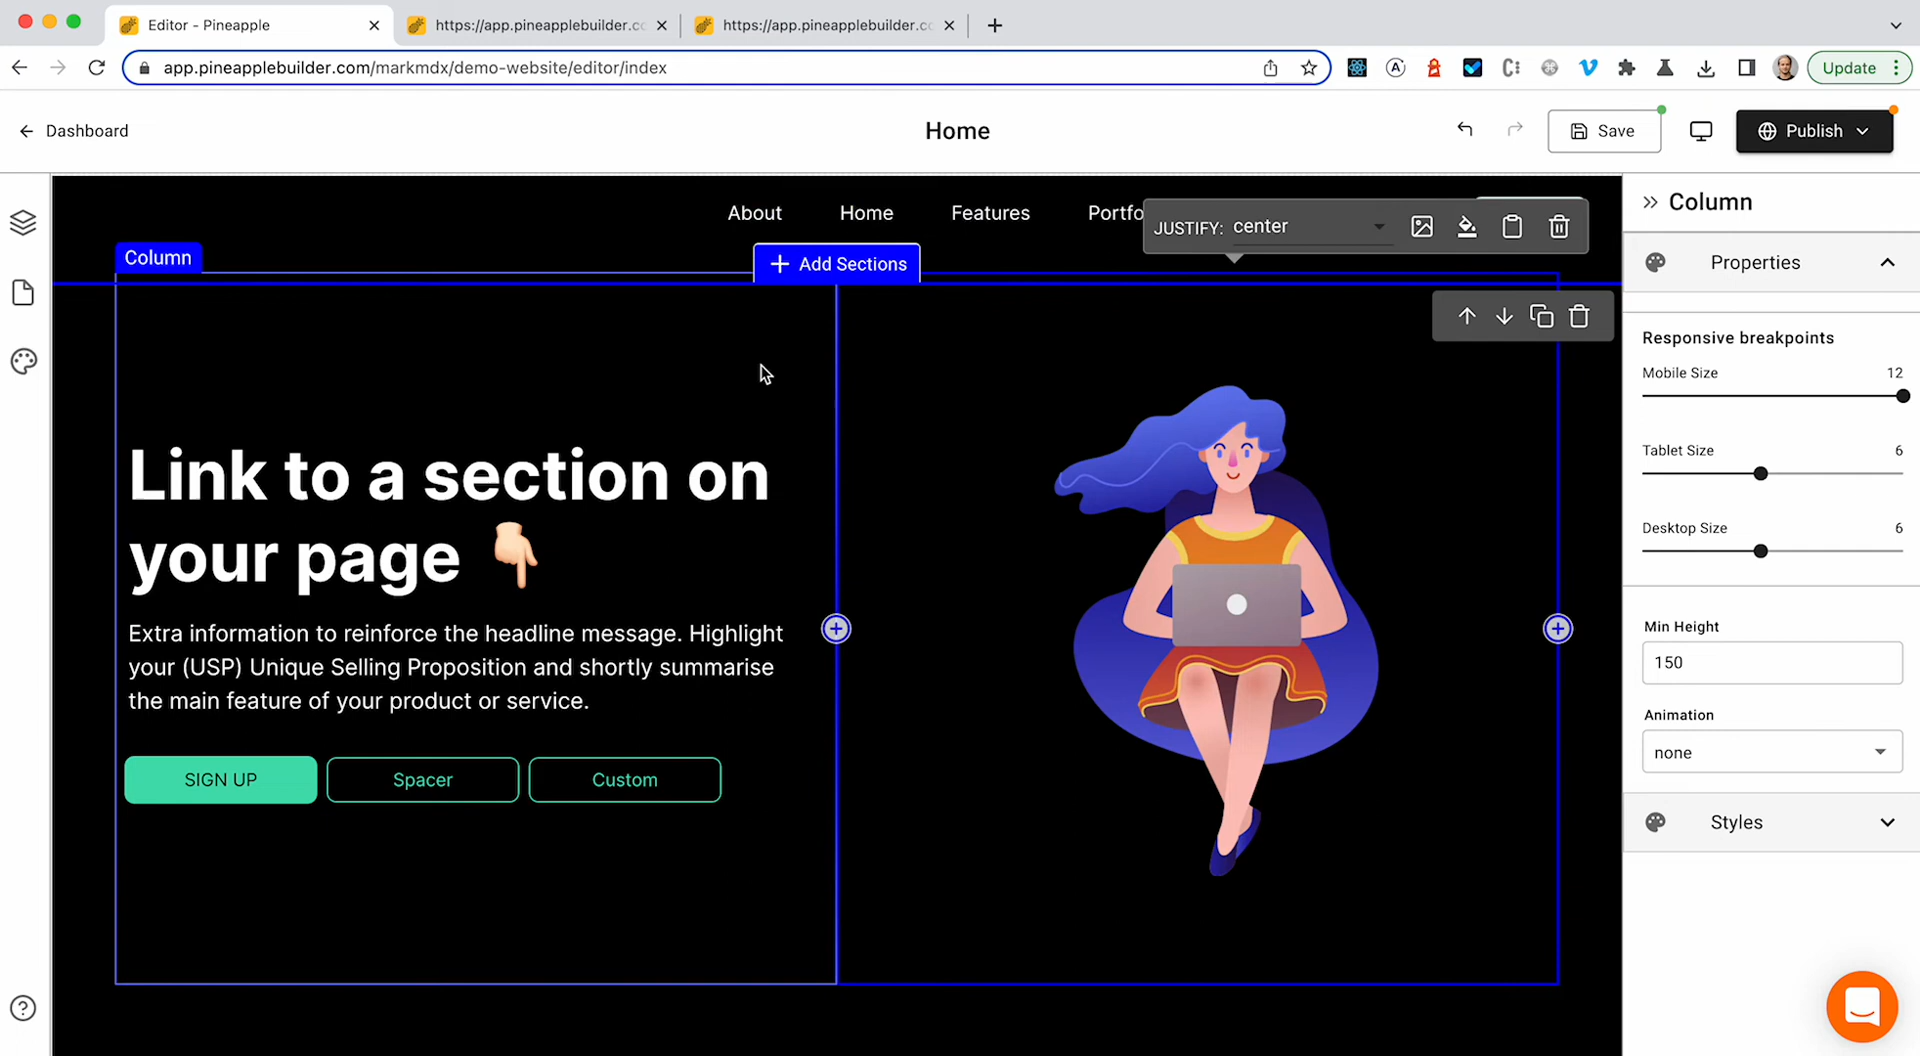 Editor - Pineapple
https://app.pineapplebuilder.co
https://app.pineapplebuilder.co
app.pineapplebuilder.com/markmdx/demo-website/editor/index
Update
Dashboard
Home
Save
Publish
About
Home
Features
Portfo
JUSTIFY: center
Column
Add Sections
Link to a section on
your page 👇🏻
Extra information to reinforce the headline message. Highlight
your (USP) Unique Selling Proposition and shortly summarise
the main feature of your product or service.
SIGN UP
Spacer
Custom
Column
Properties
Responsive breakpoints
Mobile Size 12
Tablet Size 6
Desktop Size 6
Min Height
150
Animation
none
Styles